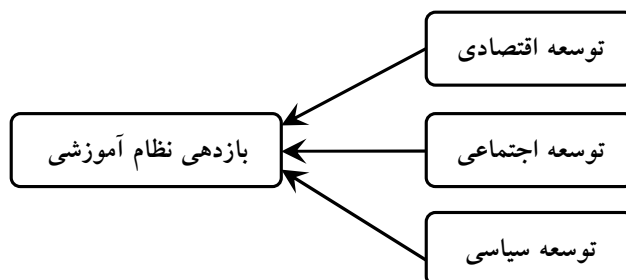 توسعه اقتصادی
توسعه اجتماعی
بازدهی نظام آموزشی
توسعه سیاسی